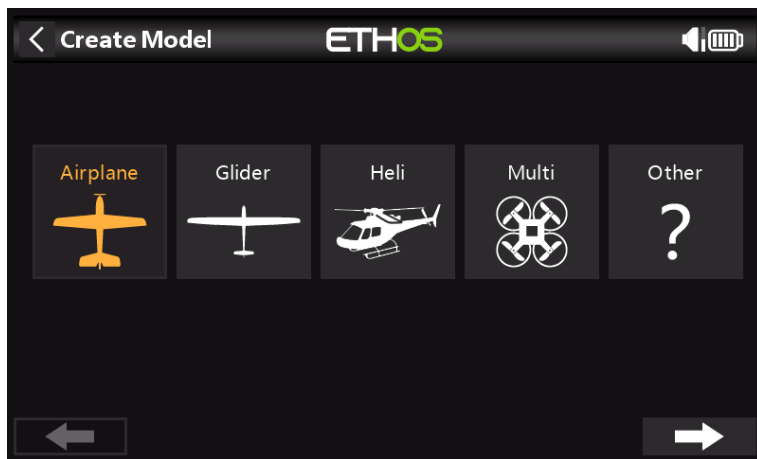 Create Model
ETHOS
Airplane
Glider
Heli
Multi
Other
?